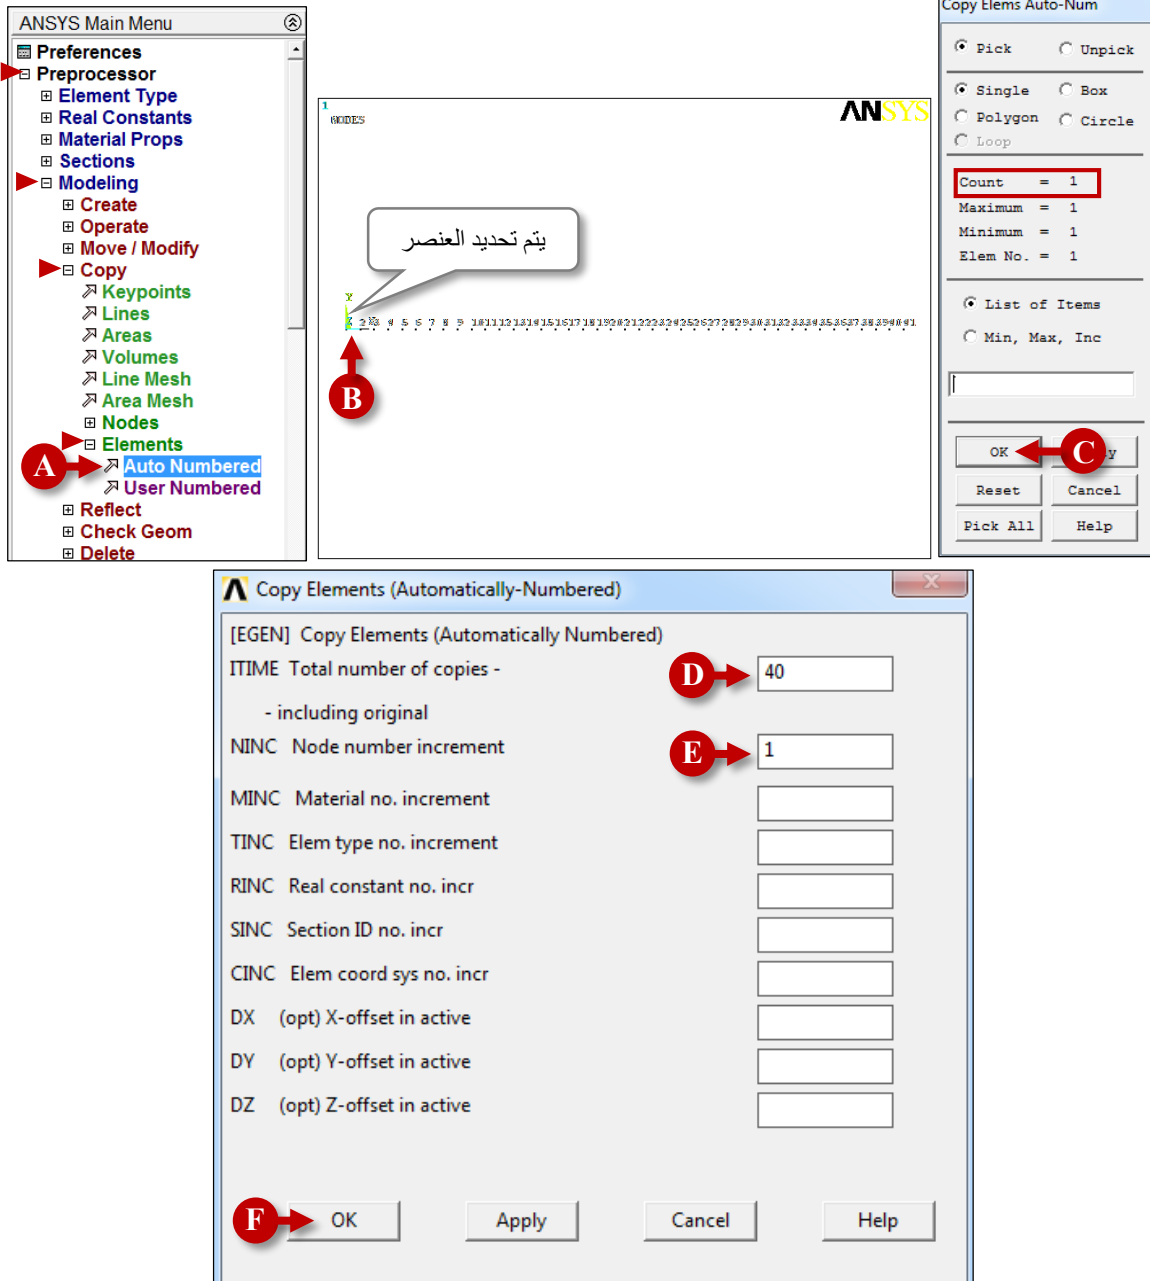 ANSYS Main Menu
Preferences
Preprocessor
Element Type
Real Constants
Material Props
Sections
Modeling
Create
Operate
Move / Modify
Copy
Keypoints
Lines
Areas
Volumes
Line Mesh
Area Mesh
Nodes
Elements
A
Auto Numbered
User Numbered
Reflect
Check Geom
Delete
1
NODES
ANSYS
يتم تحديد العنصر
Y
B
Copy Elems Auto-Num
Pick Unpick
Single Box
Polygon Circle
Loop
Count = 1
Maximum = 1
Minimum = 1
Elem No. = 1
List of Items
Min, Max, Inc
OK C
Reset Cancel
Pick All Help
Copy Elements (Automatically-Numbered)
[EGEN] Copy Elements (Automatically Numbered)
ITIME Total number of copies - D 40
- including original
NINC Node number increment E 1
MINC Material no. increment
TINC Elem type no. increment
RINC Real constant no. incr
SINC Section ID no. incr
CINC Elem coord sys no. incr
DX (opt) X-offset in active
DY (opt) Y-offset in active
DZ (opt) Z-offset in active
F OK Apply Cancel Help